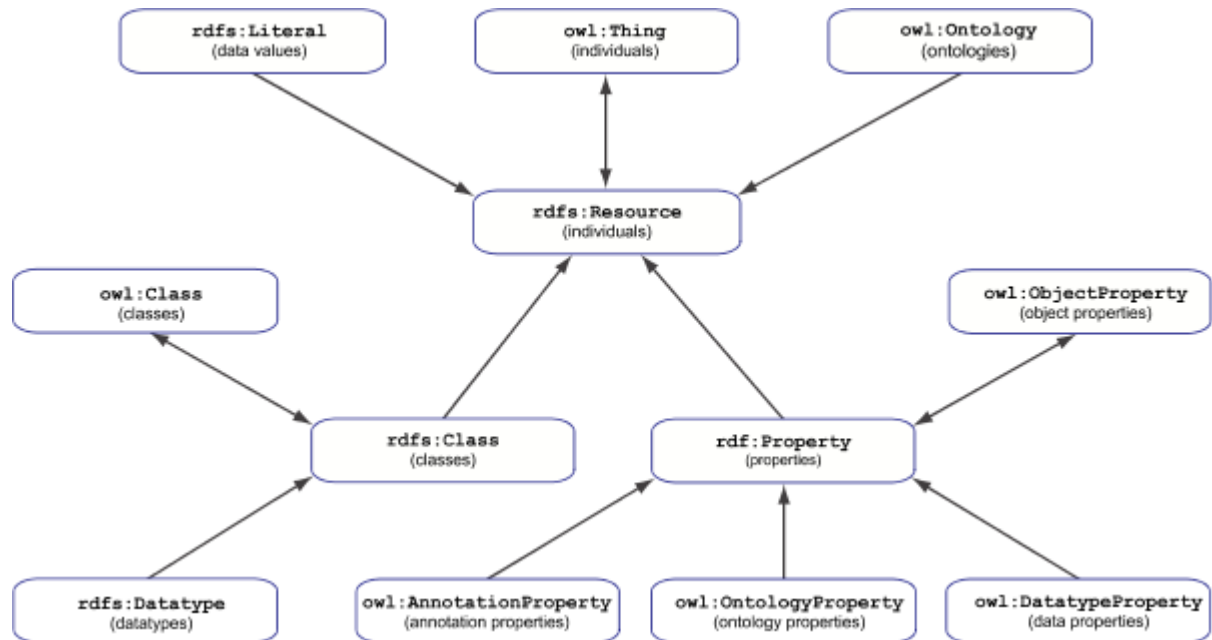 rdfs:Literal
(data values)
owl:Thing
(individuals)
owl:Ontology
(ontologies)
rdfs:Resource
(individuals)
owl:Class
(classes)
owl:ObjectProperty
(object properties)
rdfs:Class
(classes)
rdf:Property
(properties)
rdfs:Datatype
(datatypes)
owl:AnnotationProperty
(annotation properties)
owl:OntologyProperty
(ontology properties)
owl:DatatypeProperty
(data properties)